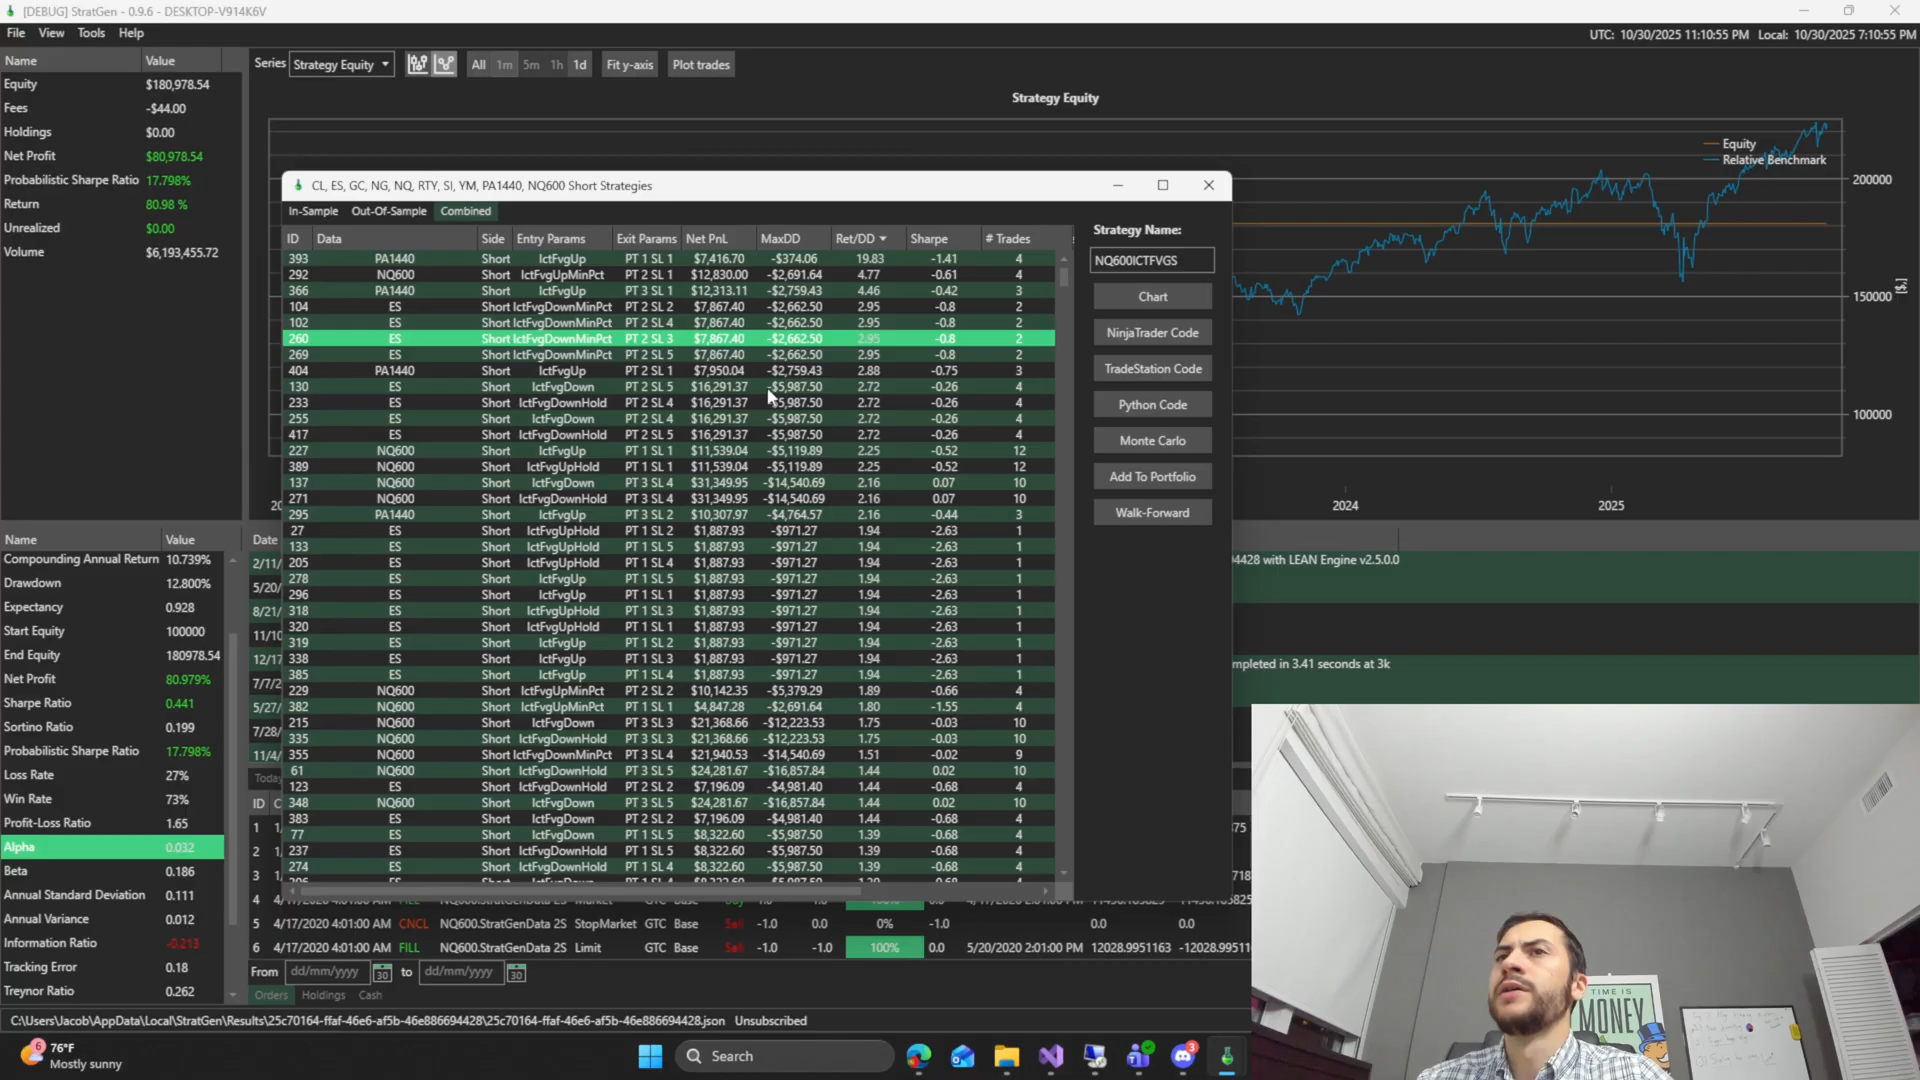 [DEBUG] StratGen - 0.9.6 - DESKTOP-V914K6V
File View Tools Help
UTC: 10/30/2025 11:10:55 PM Local: 10/30/2025 7:10:55 PM
Name Value
Equity $180,978.54
Fees -$44.00
Holdings $0.00
Net Profit $80,978.54
Probabilistic Sharpe Ratio 17.798%
Return 80.98 %
Unrealized $0.00
Volume $6,193,455.72
Series Strategy Equity All 1m 5m 1h 1d Fit y-axis Plot trades
Strategy Equity
Equity
Relative Benchmark
200000
150000
100000
[$]
2024 2025
CL, ES, GC, NG, NQ, RTY, SI, YM, PA1440, NQ600 Short Strategies
In-Sample Out-Of-Sample Combined
ID Data Side Entry Params Exit Params Net PnL MaxDD Ret/DD Sharpe # Trades
393 PA1440 Short IctFvgUp PT 1 SL 1 $7,416.70 -$374.06 19.83 -1.41 4
292 NQ600 Short IctFvgUpMinPct PT 2 SL 1 $12,830.00 -$2,691.64 4.77 -0.61 4
366 PA1440 Short IctFvgUp PT 3 SL 1 $12,313.11 -$2,759.43 4.46 -0.42 3
104 ES Short IctFvgDownMinPct PT 2 SL 2 $7,867.40 -$2,662.50 2.95 -0.8 2
102 ES Short IctFvgDownMinPct PT 2 SL 4 $7,867.40 -$2,662.50 2.95 -0.8 2
260 ES Short IctFvgDownMinPct PT 2 SL 3 $7,867.40 -$2,662.50 2.95 -0.8 2
269 ES Short IctFvgDownMinPct PT 2 SL 5 $7,867.40 -$2,662.50 2.95 -0.8 2
404 PA1440 Short IctFvgUp PT 2 SL 1 $7,950.04 -$2,759.43 2.88 -0.75 3
130 ES Short IctFvgDown PT 2 SL 5 $16,291.37 -$5,987.50 2.72 -0.26 4
233 ES Short IctFvgDownHold PT 2 SL 4 $16,291.37 $5,987.50 2.72 -0.26 4
255 ES Short IctFvgDown PT 2 SL 4 $16,291.37 -$5,987.50 2.72 -0.26 4
417 ES Short IctFvgDownHold PT 2 SL 5 $16,291.37 -$5,987.50 2.72 -0.26 4
227 NQ600 Short IctFvgUp PT 1 SL 1 $11,539.04 -$5,119.89 2.25 -0.52 12
389 NQ600 Short IctFvgUpHold PT 1 SL 1 $11,539.04 -$5,119.89 2.25 -0.52 12
137 NQ600 Short IctFvgDown PT 3 SL 4 $31,349.95 -$14,540.69 2.16 0.07 10
271 NQ600 Short IctFvgDownHold PT 3 SL 4 $31,349.95 -$14,540.69 2.16 0.07 10
295 PA1440 Short IctFvgUp PT 3 SL 2 $10,307.97 -$4,764.57 2.16 -0.44 3
27 ES Short IctFvgUpHold PT 1 SL 2 $1,887.93 -$971.27 1.94 -2.63 1
133 ES Short IctFvgUpHold PT 1 SL 5 $1,887.93 -$971.27 1.94 -2.63 1
205 ES Short IctFvgUpHold PT 1 SL 4 $1,887.93 -$971.27 1.94 -2.63 1
278 ES Short IctFvgUp PT 1 SL 5 $1,887.93 -$971.27 1.94 -2.63 1
296 ES Short IctFvgUp PT 1 SL 1 $1,887.93 -$971.27 1.94 -2.63 1
318 ES Short IctFvgUpHold PT 1 SL 3 $1,887.93 -$971.27 1.94 -2.63 1
320 ES Short IctFvgUpHold PT 1 SL 1 $1,887.93 -$971.27 1.94 -2.63 1
319 ES Short IctFvgUp PT 1 SL 2 $1,887.93 -$971.27 1.94 -2.63 1
338 ES Short IctFvgUp PT 1 SL 3 $1,887.93 -$971.27 1.94 -2.63 1
385 ES Short IctFvgUp PT 1 SL 4 $1,887.93 -$971.27 1.94 -2.63 1
229 NQ600 Short IctFvgUpMinPct PT 2 SL 2 $10,142.35 -$5,379.29 1.89 -0.66 4
382 NQ600 Short IctFvgUpMinPct PT 1 SL 1 $4,847.28 -$2,691.64 1.80 -1.55 4
215 NQ600 Short IctFvgDown PT 3 SL 3 $21,368.66 -$12,223.53 1.75 -0.03 10
335 NQ600 Short IctFvgDownHold PT 3 SL 3 $21,368.66 -$12,223.53 1.75 -0.03 10
355 NQ600 Short IctFvgDownMinPct PT 3 SL 4 $21,940.53 -$14,540.69 1.51 -0.02 9
61 NQ600 Short IctFvgDownHold PT 3 SL 5 $24,281.67 -$16,857.84 1.44 0.02 10
123 ES Short IctFvgDownHold PT 2 SL 2 $7,196.09 -$4,981.40 1.44 -0.68 4
348 NQ600 Short IctFvgDown PT 3 SL 5 $24,281.67 -$16,857.84 1.44 0.02 10
383 ES Short IctFvgDown PT 2 SL 2 $7,196.09 -$4,981.40 1.44 -0.68 4
77 ES Short IctFvgDown PT 1 SL 5 $8,322.60 -$5,987.50 1.39 -0.68 4
237 ES Short IctFvgDownHold PT 1 SL 5 $8,322.60 -$5,987.50 1.39 -0.68 4
274 ES Short IctFvgDownHold PT 1 SL 4 $8,322.60 -$5,987.50 1.39 -0.68 4
Strategy Name:
NQ600ICTFVGS
Chart
NinjaTrader Code
TradeStation Code
Python Code
Monte Carlo
Add To Portfolio
Walk-Forward
Name Value
Compounding Annual Return 10.739%
Drawdown 12.800%
Expectancy 0.928
Start Equity 100000
End Equity 180978.54
Net Profit 80.979%
Sharpe Ratio 0.441
Sortino Ratio 0.199
Probabilistic Sharpe Ratio 17.798%
Loss Rate 27%
Win Rate 73%
Profit-Loss Ratio 1.65
Alpha 0.032
Beta 0.186
Annual Standard Deviation 0.111
Annual Variance 0.012
Information Ratio -0.213
Tracking Error 0.18
Treynor Ratio 0.262
Date
2/11/
5/20/
8/21/
11/10
12/17
7/7/2
5/27/
7/28/
11/4/
4428 with LEAN Engine v2.5.0.0
mpleted in 3.41 seconds at 3k
Today
ID C
1
2
3
4
5 4/17/2020 4:01:00 AM CNCL NQ600.StratGenData 2S StopMarket GTC Base Sell -1.0 0.0 0% -1.0 0.0 0.0
6 4/17/2020 4:01:00 AM FILL NQ600.StratGenData 2S Limit GTC Base Sell -1.0 -1.0 100% 0.0 5/20/2020 2:01:00 PM 12028.9951163 -12028.99511
From dd/mm/yyyy 30 to dd/mm/yyyy 30
Orders Holdings Cash
C:\Users\Jacob\AppData\Local\StratGen\Results\25c70164-ffaf-46e6-af5b-46e886694428\25c70164-ffaf-46e6-af5b-46e886694428.json Unsubscribed
6
76°F
Mostly sunny
Search
3
TIME IS
MONEY